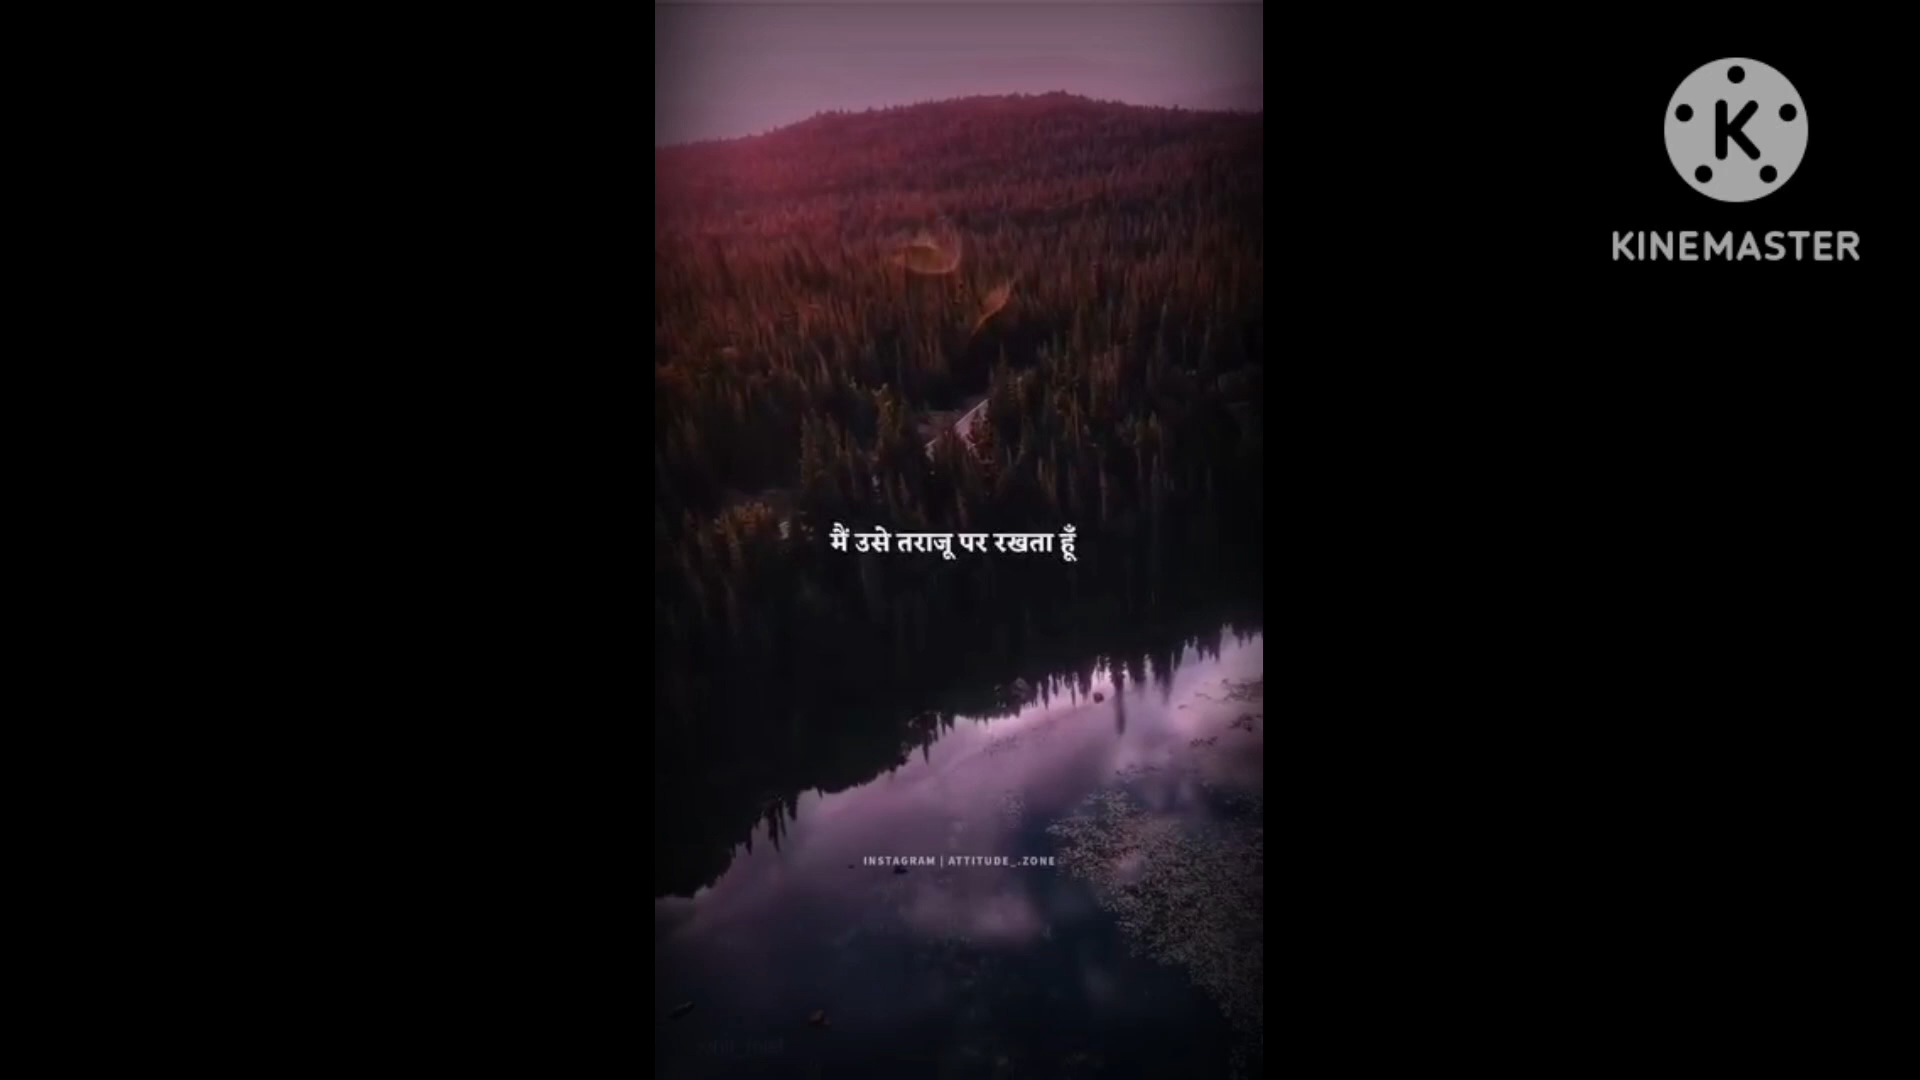 KINEMASTER
मैं उसे तराजू पर रखता हूँ
INSTAGRAM | ATTITUDE_.ZONE